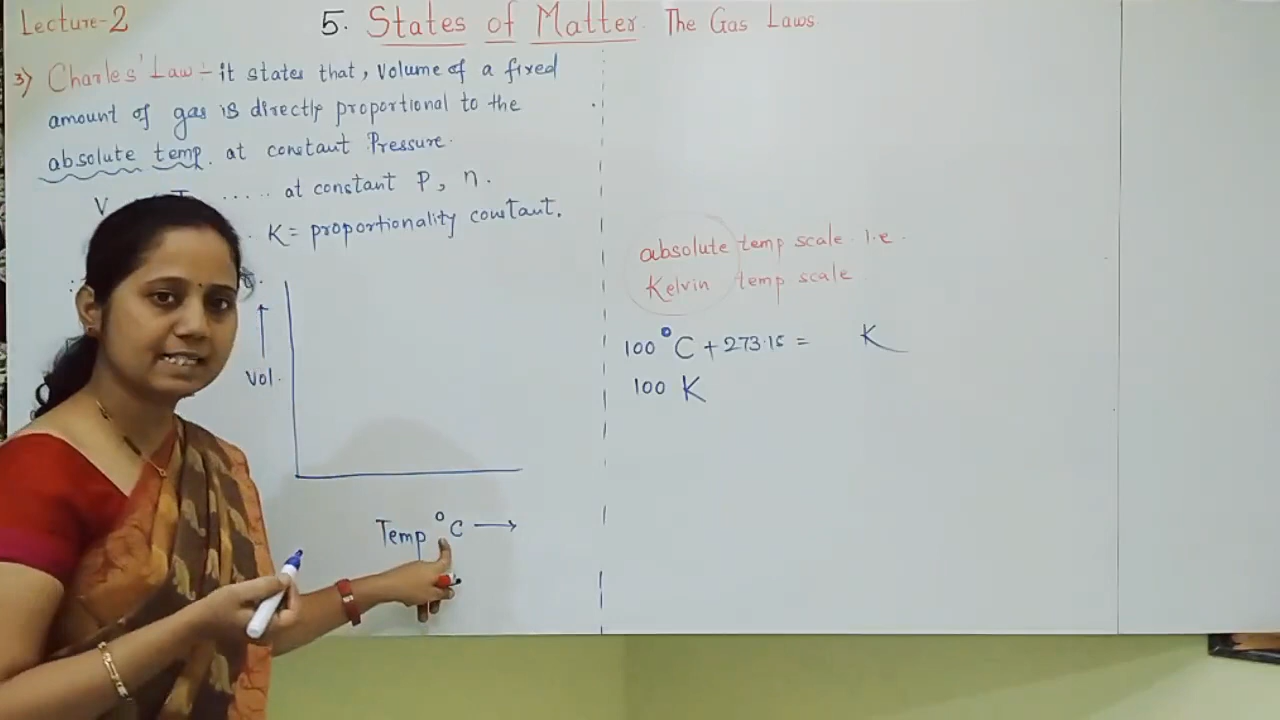 Lecture-2
5. States of Matter. The Gas Laws
3) Charles' Law - it states that, Volume of a fixed
amount of gas is directly proportional to the
absolute temp. at constant Pressure.
V ..... at constant P, n.
K = proportionality constant.
Vol.
Temp °C →
absolute temp scale i.e.
Kelvin temp scale
100°C + 273.15 = K
100 K